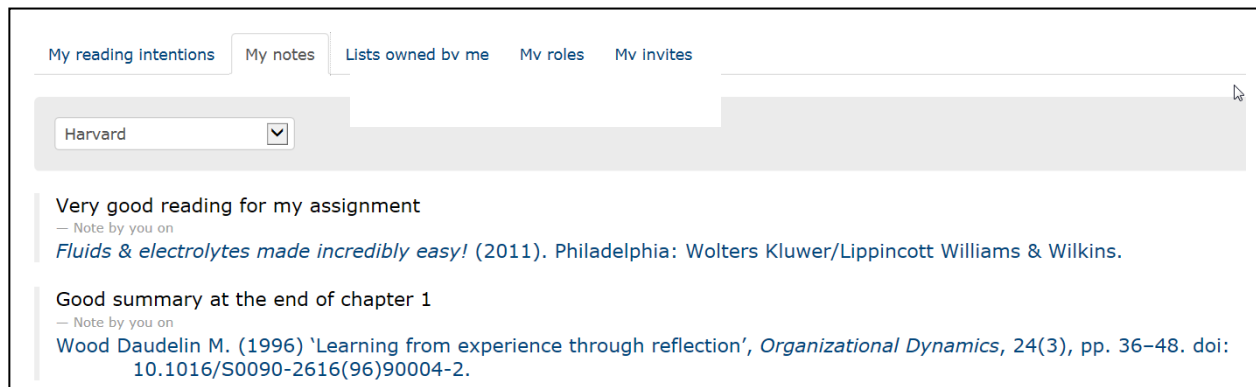 My reading intentions My notes Lists owned by me My roles My invites
Harvard
Very good reading for my assignment
— Note by you on
Fluids & electrolytes made incredibly easy! (2011). Philadelphia: Wolters Kluwer/Lippincott Williams & Wilkins.
Good summary at the end of chapter 1
— Note by you on
Wood Daudelin M. (1996) ‘Learning from experience through reflection’, Organizational Dynamics, 24(3), pp. 36–48. doi:
10.1016/S0090-2616(96)90004-2.